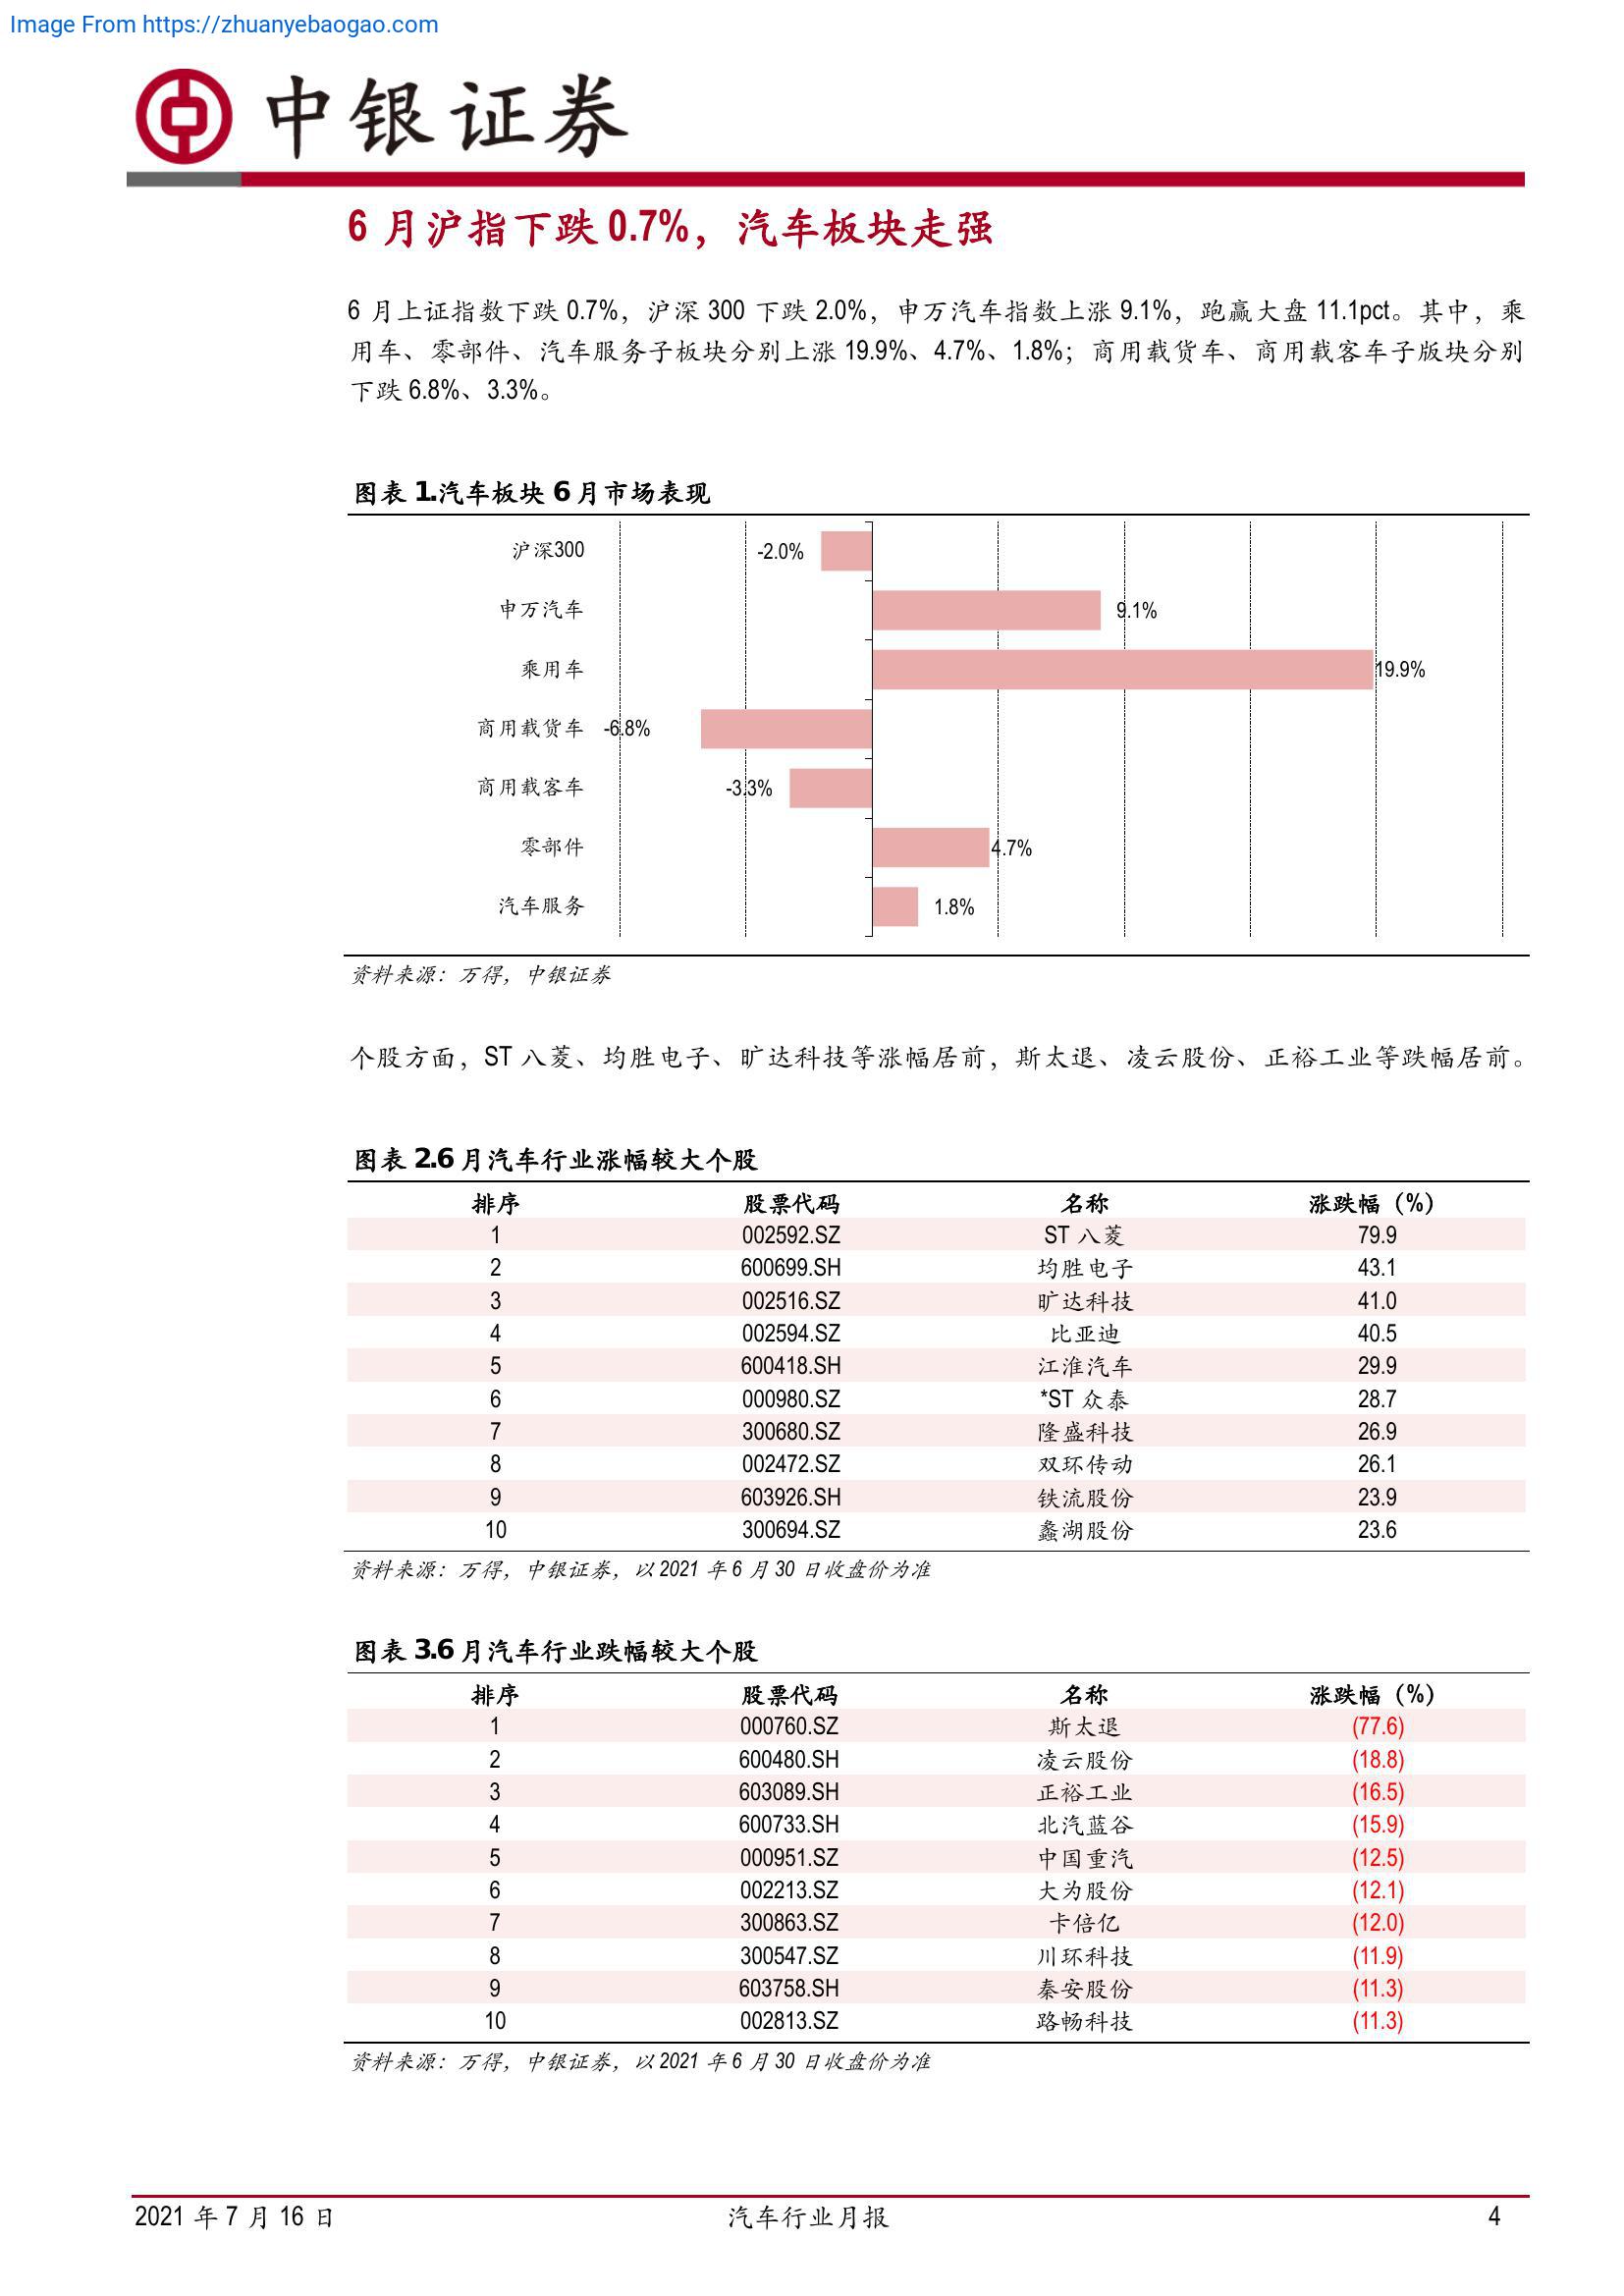 Image From https://zhuanyebaogao.com
中银证券
6 月沪指下跌 0.7%，汽车板块走强
6 月上证指数下跌 0.7%，沪深 300 下跌 2.0%，申万汽车指数上涨 9.1%，跑赢大盘 11.1pct。其中，乘
用车、零部件、汽车服务子板块分别上涨 19.9%、4.7%、1.8%；商用载货车、商用载客车子版块分别
下跌 6.8%、3.3%。
图表 1.汽车板块 6 月市场表现
沪深300 -2.0%
申万汽车 9.1%
乘用车 19.9%
商用载货车 -6.8%
商用载客车 -3.3%
零部件 4.7%
汽车服务 1.8%
资料来源：万得，中银证券
个股方面，ST 八菱、均胜电子、旷达科技等涨幅居前，斯太退、凌云股份、正裕工业等跌幅居前。
图表 2.6 月汽车行业涨幅较大个股
排序 股票代码 名称 涨跌幅（%）
1 002592.SZ ST 八菱 79.9
2 600699.SH 均胜电子 43.1
3 002516.SZ 旷达科技 41.0
4 002594.SZ 比亚迪 40.5
5 600418.SH 江淮汽车 29.9
6 000980.SZ *ST 众泰 28.7
7 300680.SZ 隆盛科技 26.9
8 002472.SZ 双环传动 26.1
9 603926.SH 铁流股份 23.9
10 300694.SZ 蠡湖股份 23.6
资料来源：万得，中银证券，以 2021 年 6 月 30 日收盘价为准
图表 3.6 月汽车行业跌幅较大个股
排序 股票代码 名称 涨跌幅（%）
1 000760.SZ 斯太退 (77.6)
2 600480.SH 凌云股份 (18.8)
3 603089.SH 正裕工业 (16.5)
4 600733.SH 北汽蓝谷 (15.9)
5 000951.SZ 中国重汽 (12.5)
6 002213.SZ 大为股份 (12.1)
7 300863.SZ 卡倍亿 (12.0)
8 300547.SZ 川环科技 (11.9)
9 603758.SH 秦安股份 (11.3)
10 002813.SZ 路畅科技 (11.3)
资料来源：万得，中银证券，以 2021 年 6 月 30 日收盘价为准
2021 年 7 月 16 日 汽车行业月报 4